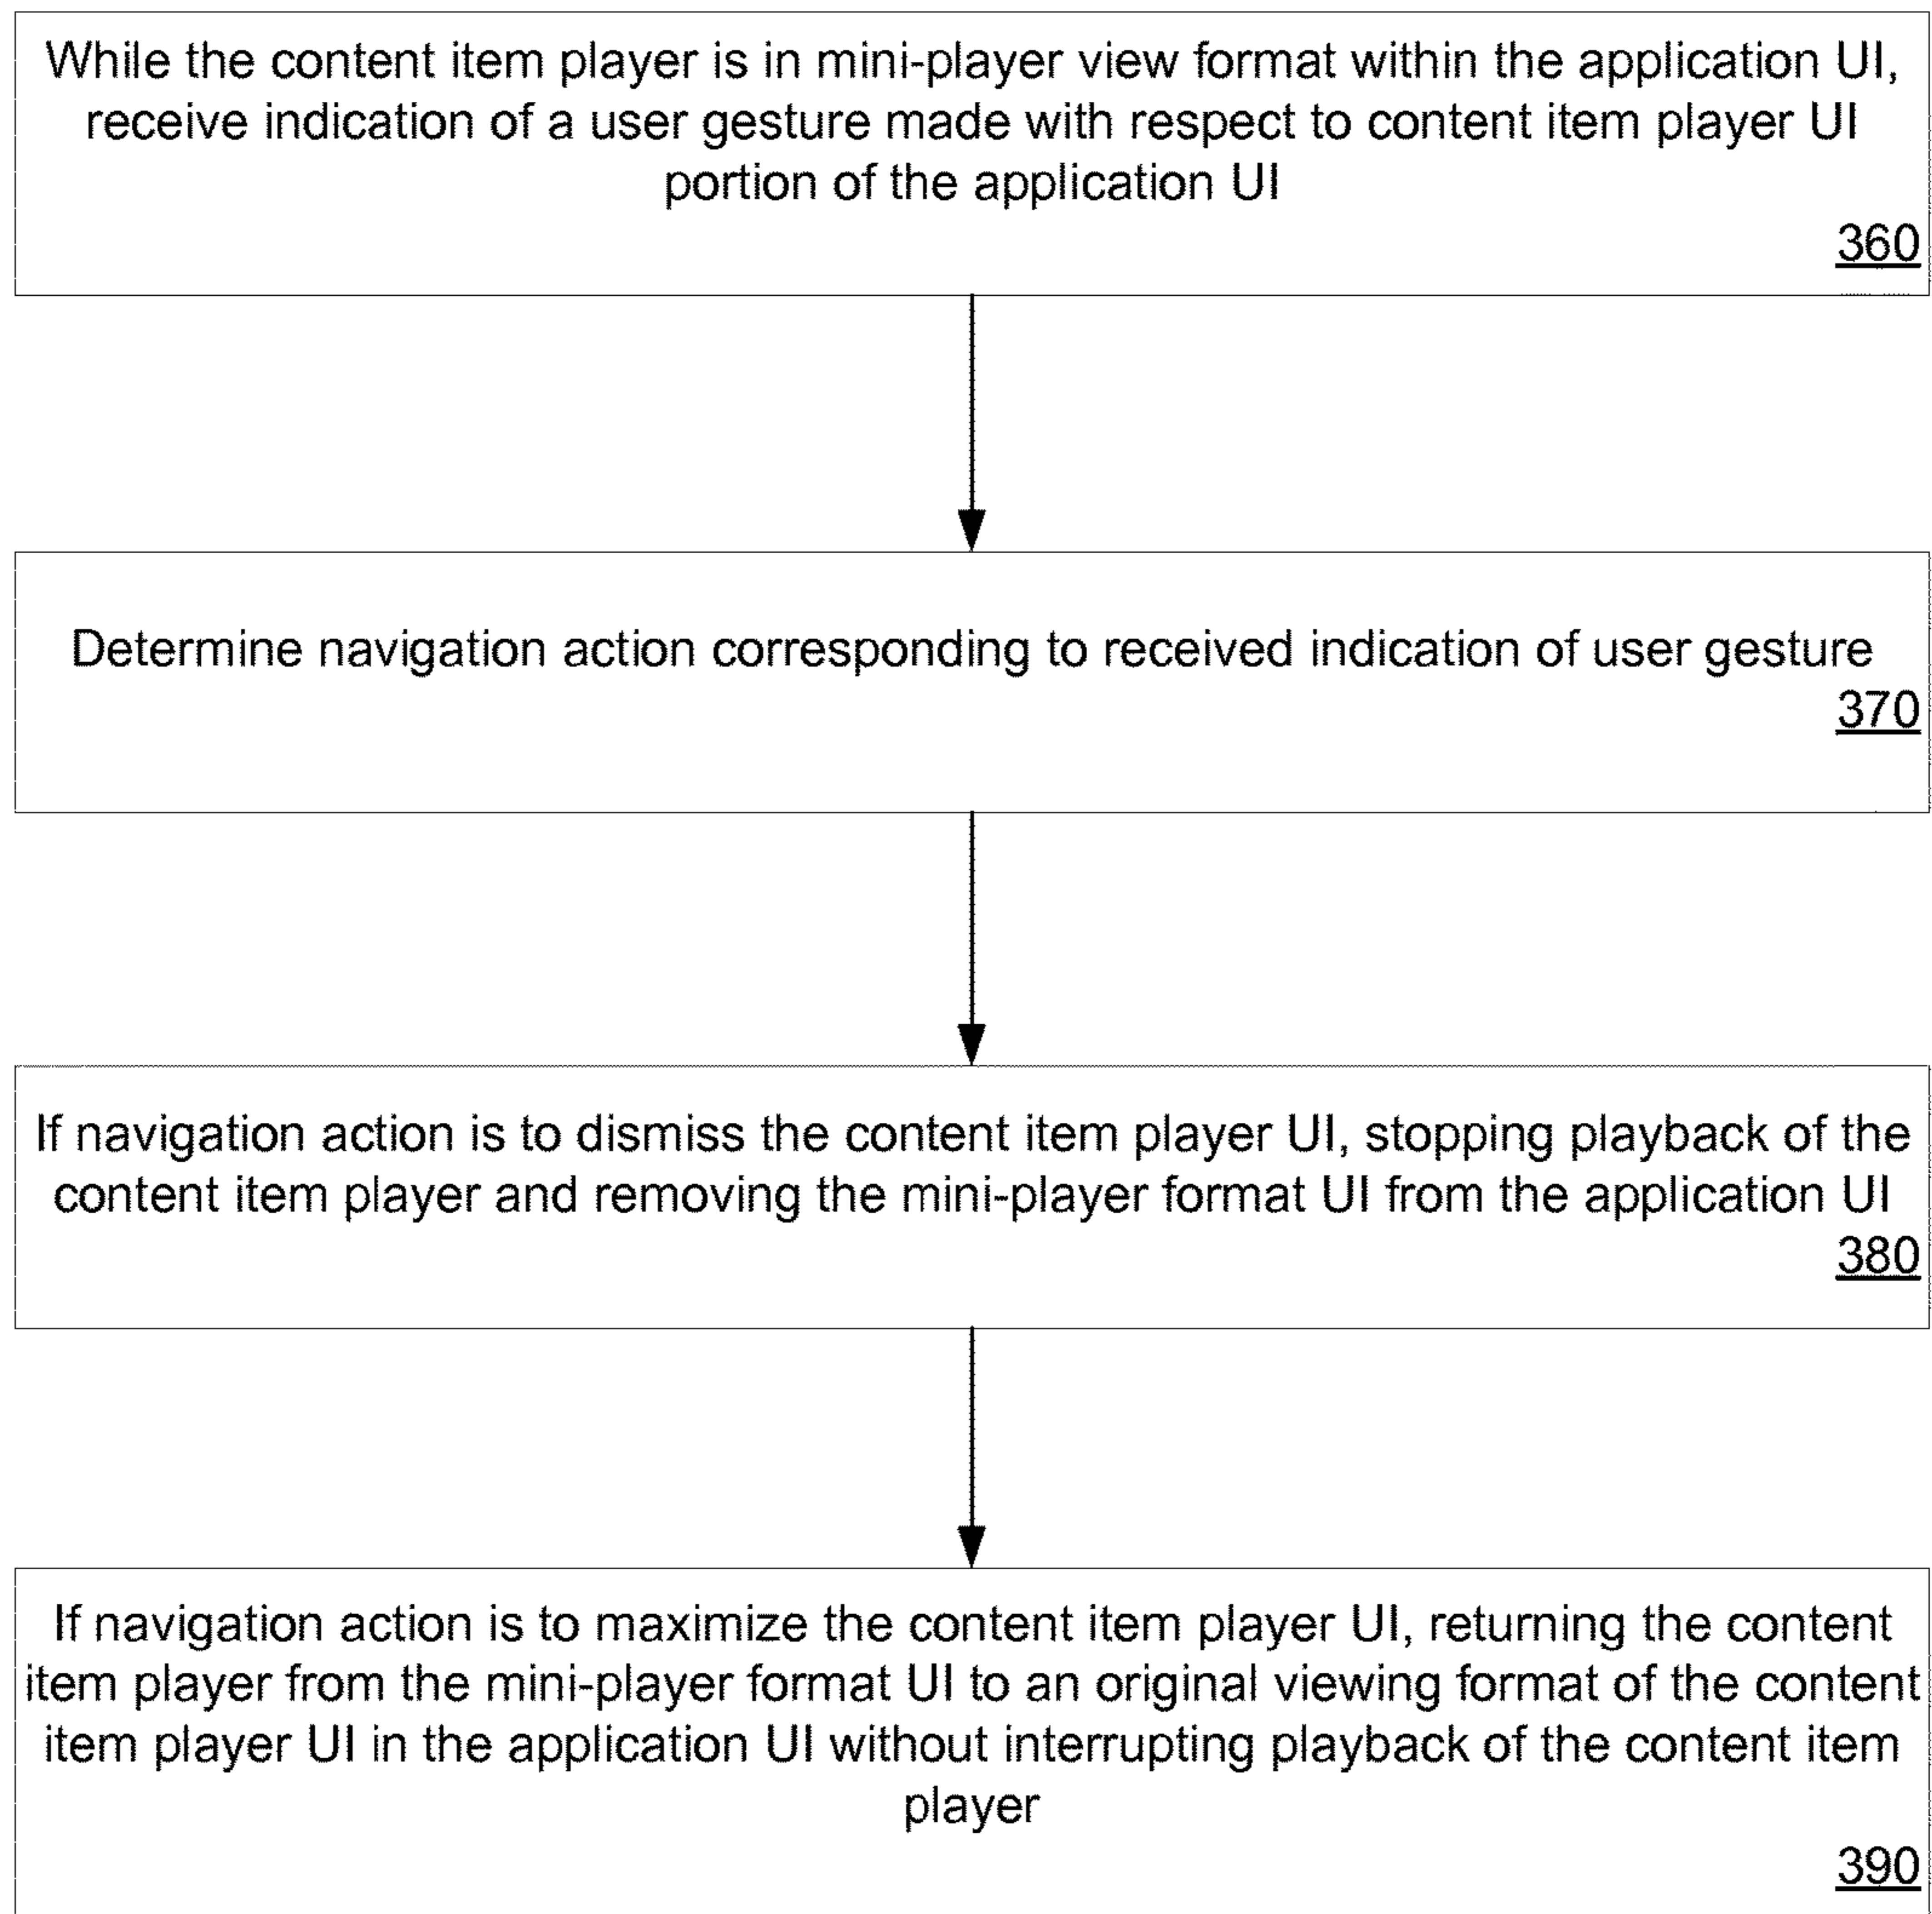 While the content item player is in mini-player view format within the application UI,
receive indication of a user gesture made with respect to content item player UI
portion of the application UI
360
Determine navigation action corresponding to received indication of user gesture
370
If navigation action is to dismiss the content item player UI, stopping playback of the
content item player and removing the mini-player format UI from the application UI
380
If navigation action is to maximize the content item player UI, returning the content
item player from the mini-player format UI to an original viewing format of the content
item player UI in the application UI without interrupting playback of the content item
player
390